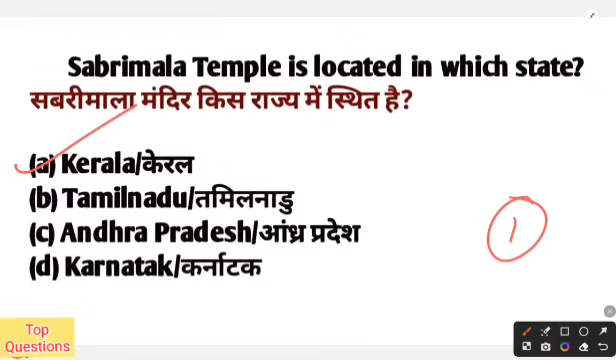 Sabrimala Temple is located in which state?
सबरीमाला मंदिर किस राज्य में स्थित है?
(a) Kerala/केरल
(b) Tamilnadu/तमिलनाडु
(c) Andhra Pradesh/आंध्र प्रदेश
(d) Karnatak/कर्नाटक
1
Top
Questions